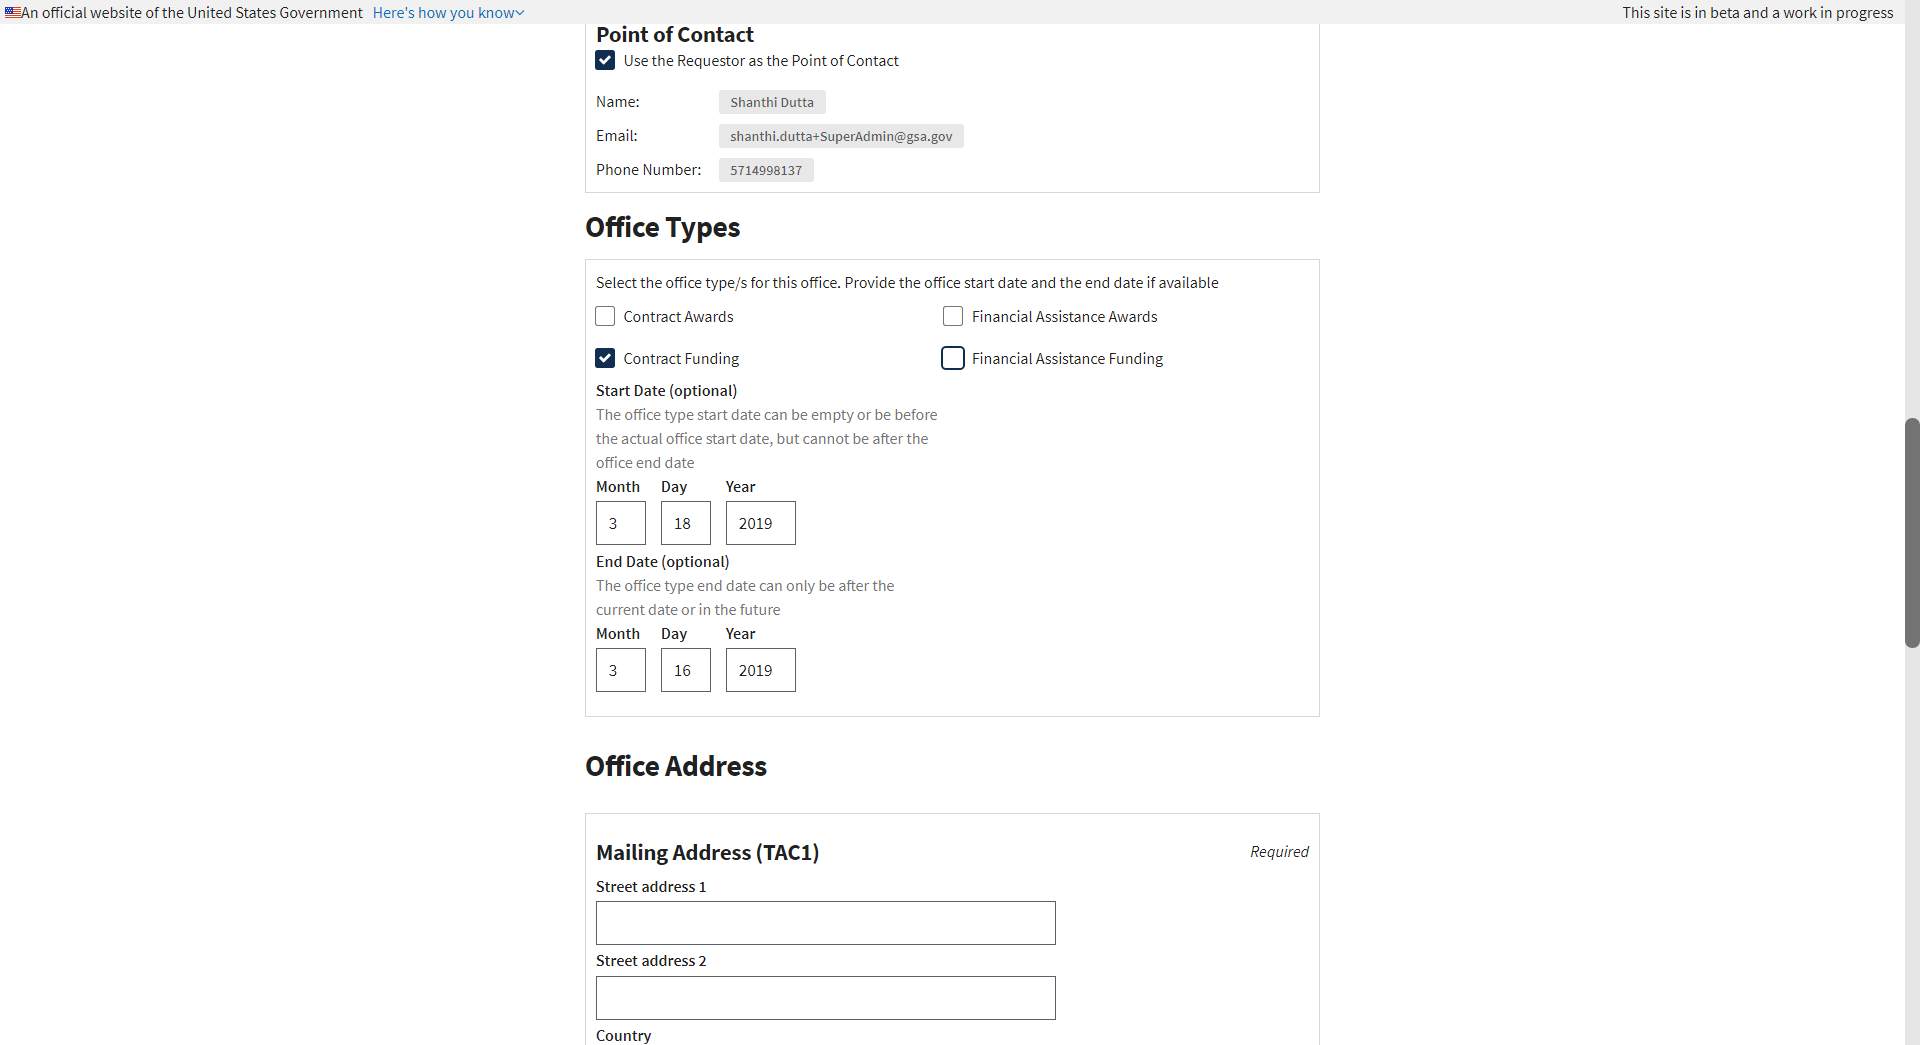 An official website of the United States Government Here's how you know This site is in beta and a work in progress
Point of Contact
Use the Requestor as the Point of Contact
Name: Shanthi Dutta
Email: shanthi.dutta+SuperAdmin@gsa.gov
Phone Number: 5714998137
Office Types
Select the office type/s for this office. Provide the office start date and the end date if available
Contract Awards Financial Assistance Awards
Contract Funding Financial Assistance Funding
Start Date (optional)
The office type start date can be empty or be before
the actual office start date, but cannot be after the
office end date
Month Day Year
3 18 2019
End Date (optional)
The office type end date can only be after the
current date or in the future
Month Day Year
3 16 2019
Office Address
Mailing Address (TAC1) Required
Street address 1
Street address 2
Country